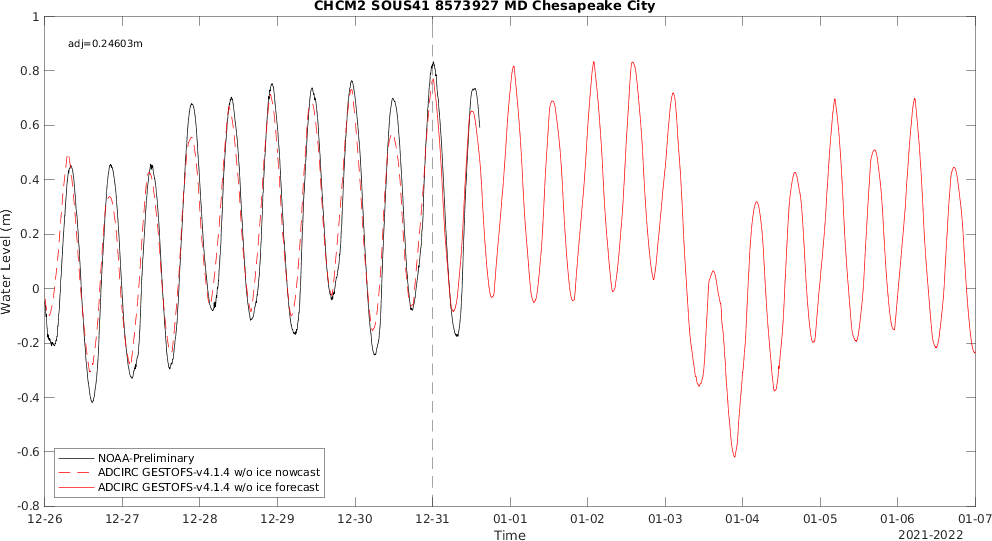 CHCM2 SOUS41 8573927 MD Chesapeake City
adj=0.24603m
1
0.8
0.6
0.4
0.2
0
-0.2
-0.4
-0.6
-0.8
Water Level (m)
NOAA-Preliminary
ADCIRC GESTOFS-v4.1.4 w/o ice nowcast
ADCIRC GESTOFS-v4.1.4 w/o ice forecast
12-26 12-27 12-28 12-29 12-30 12-31 01-01 01-02 01-03 01-04 01-05 01-06 01-07
Time
2021-2022